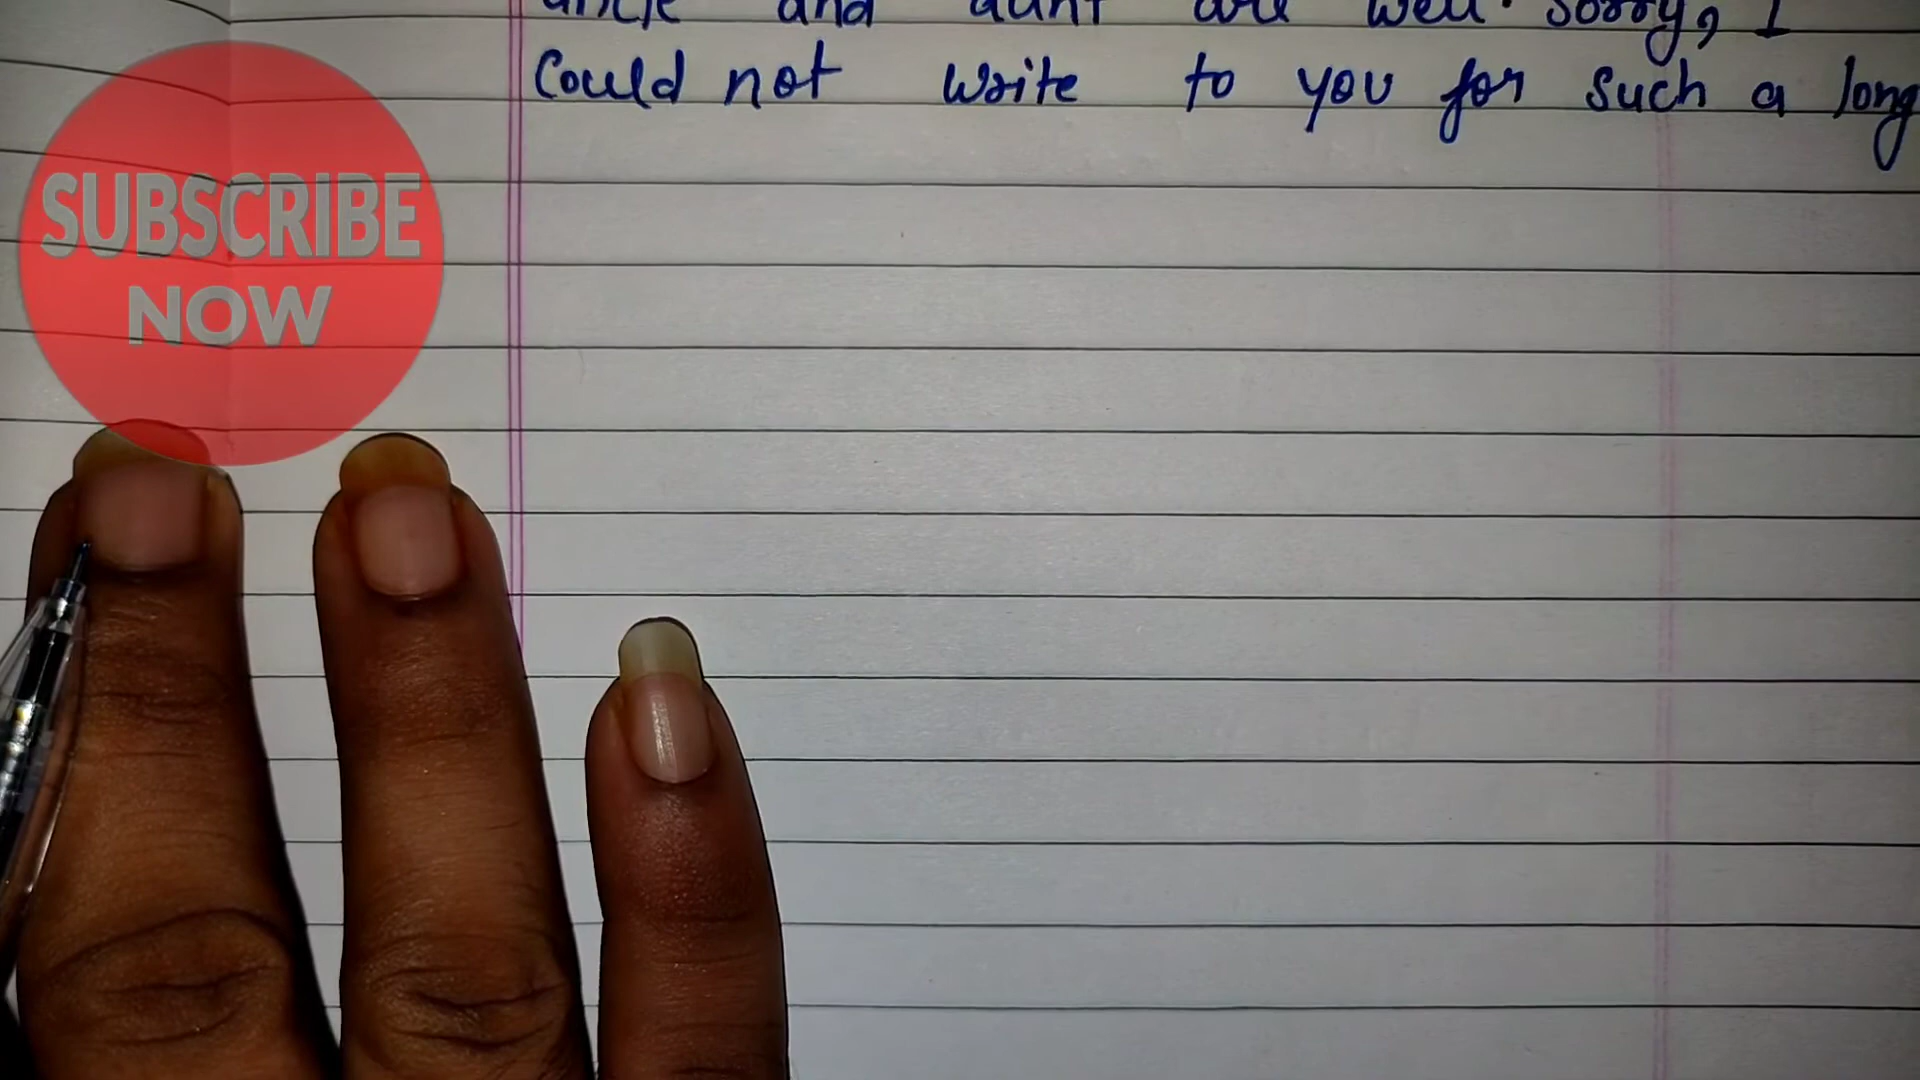 uncle and aunt are well. Sorry, I
Could not write to you for such a long
SUBSCRIBE
NOW